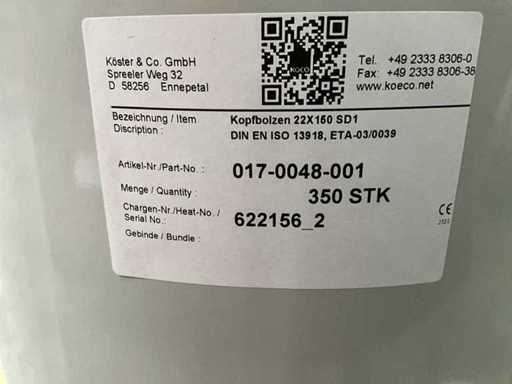 Köster & Co. GmbH
Spreeler Weg 32
D 58256 Ennepetal
KOCO
Tel. +49 2333 8306-0
Fax: +49 2333 8306-38
www.koeco.net
Bezeichnung / Item
Discription :
Kopfbolzen 22X150 SD1
DIN EN ISO 13918, ETA-03/0039
Artikel-Nr./Part-No. :
017-0048-001
Menge / Quantity :
350 STK
Chargen-Nr./Heat-No. /
Serial No.:
622156_2
Gebinde / Bundle :
CE